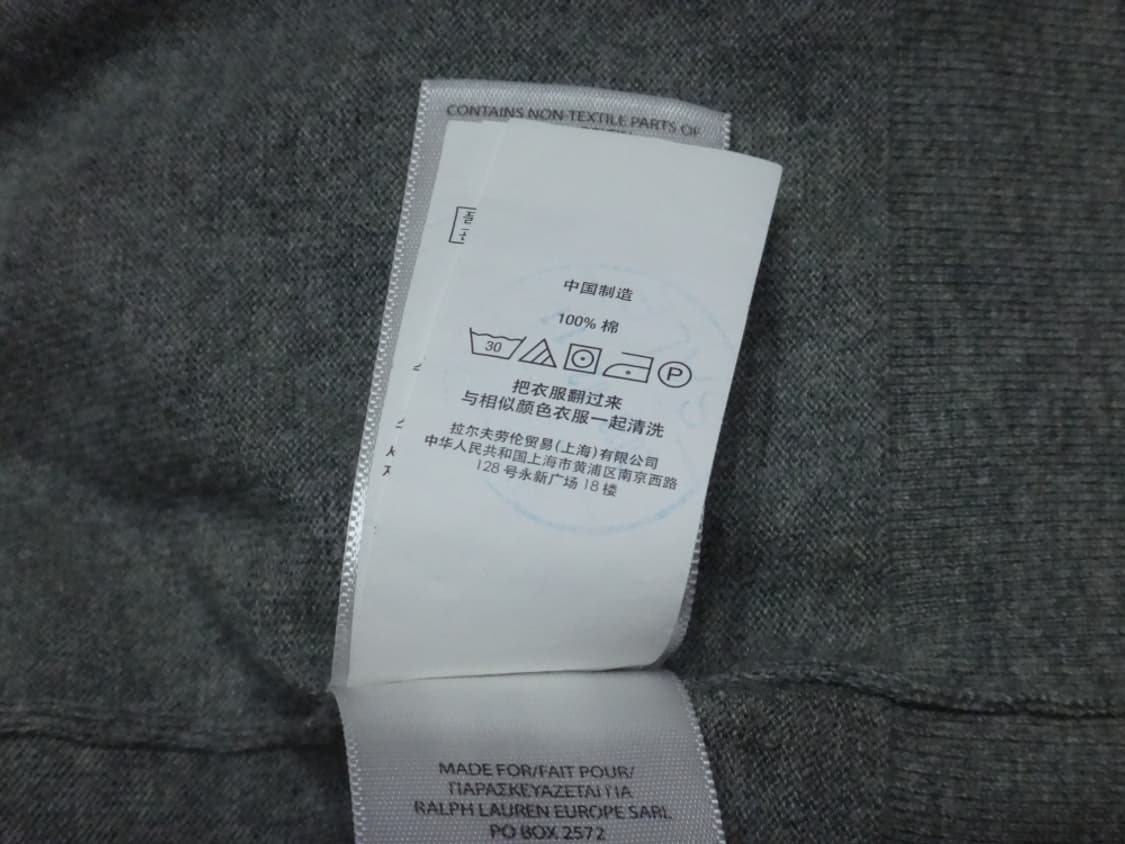 CONTAINS NON-TEXTILE PARTS OF
中国制造
100% 棉
30
P
把衣服翻过来
与相似颜色衣服一起清洗
拉尔夫劳伦贸易(上海)有限公司
中华人民共和国上海市黄浦区南京西路
128 号永新广场 18 楼
MADE FOR/FAIT POUR/
ΠΑΡΑΣΚΕΥΑΖΕΤΑΙ ΓΙΑ
RALPH LAUREN EUROPE SARL
PO BOX 2572